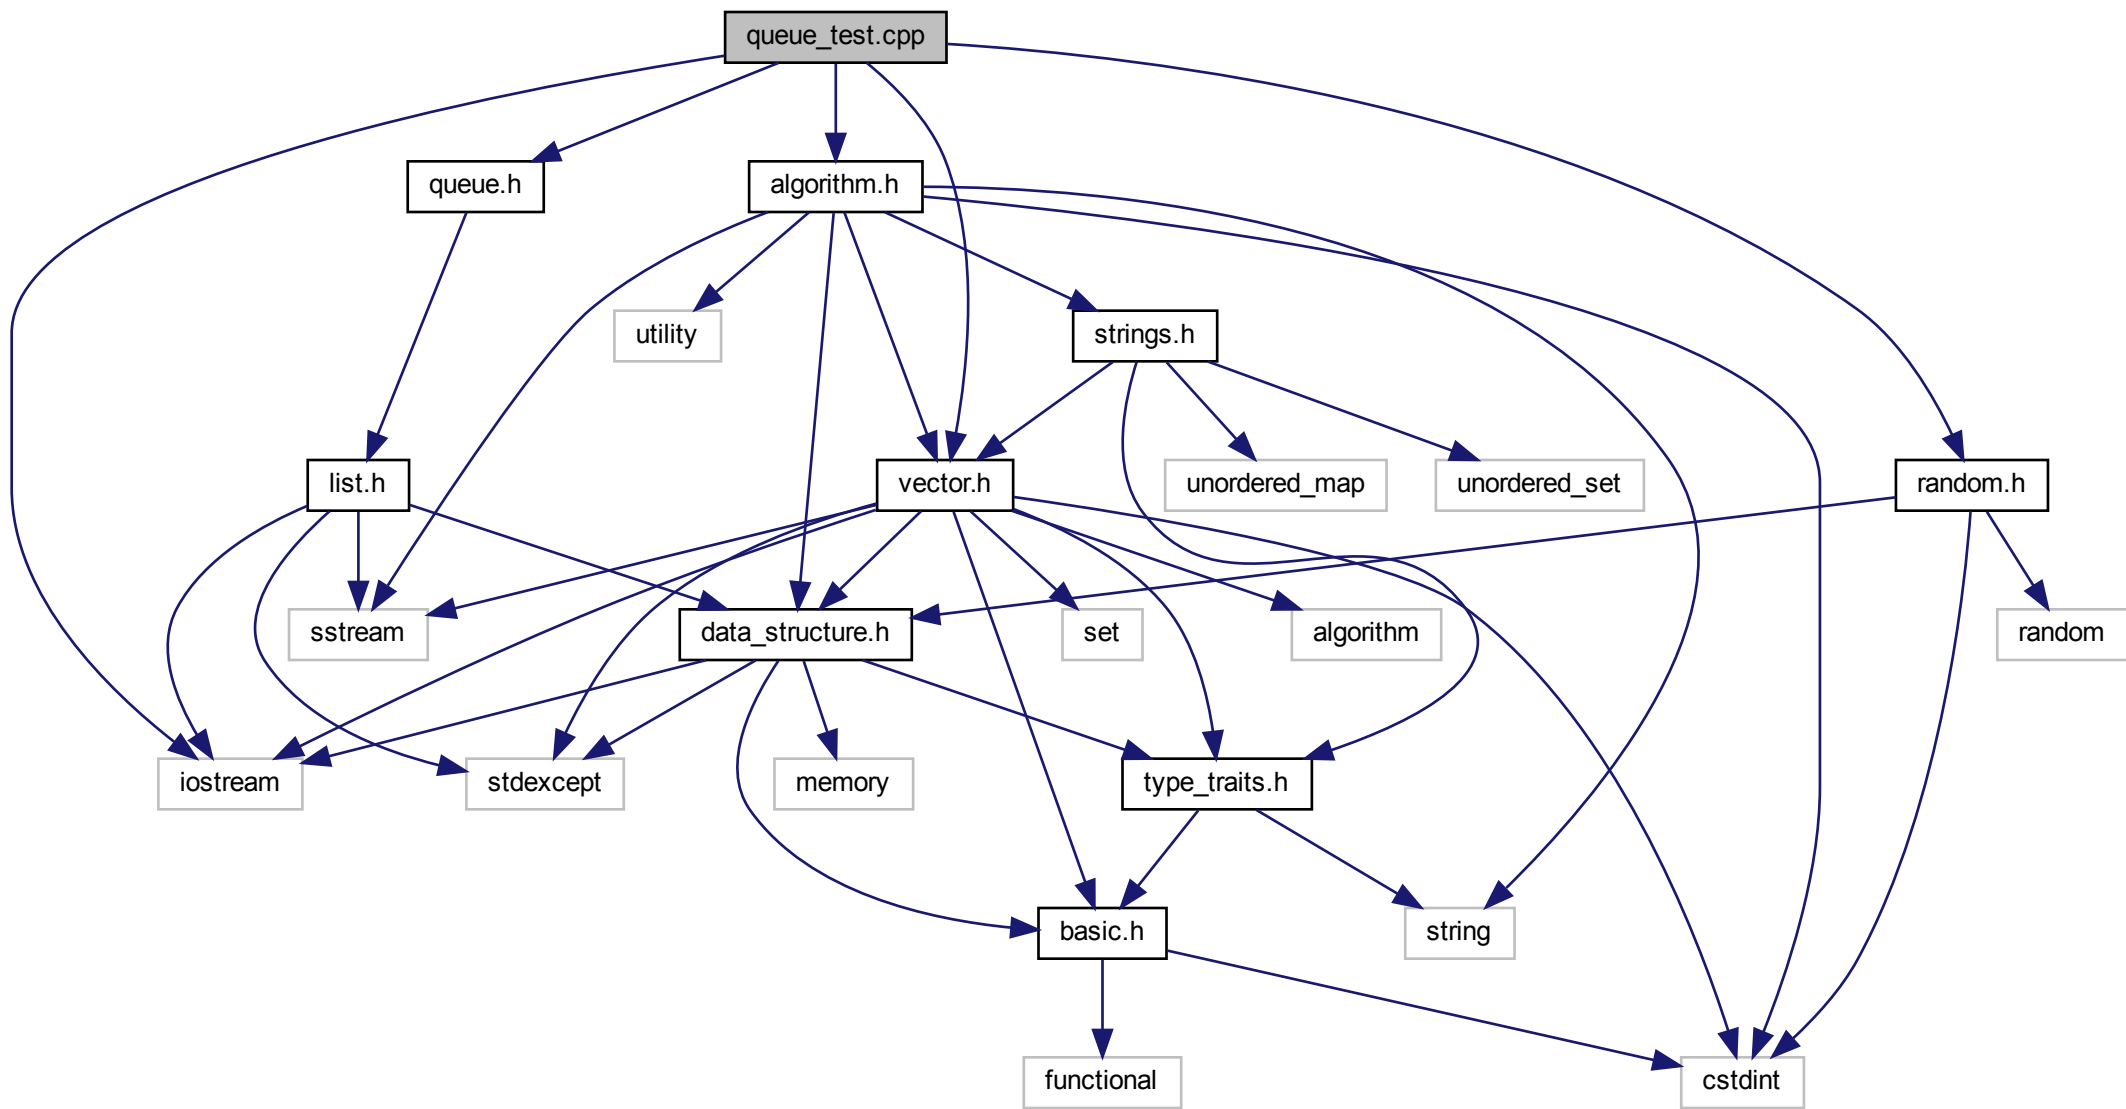 queue_test.cpp
queue.h
algorithm.h
utility
strings.h
list.h
vector.h
unordered_map
unordered_set
random.h
sstream
data_structure.h
set
algorithm
random
iostream
stdexcept
memory
type_traits.h
basic.h
string
functional
cstdint